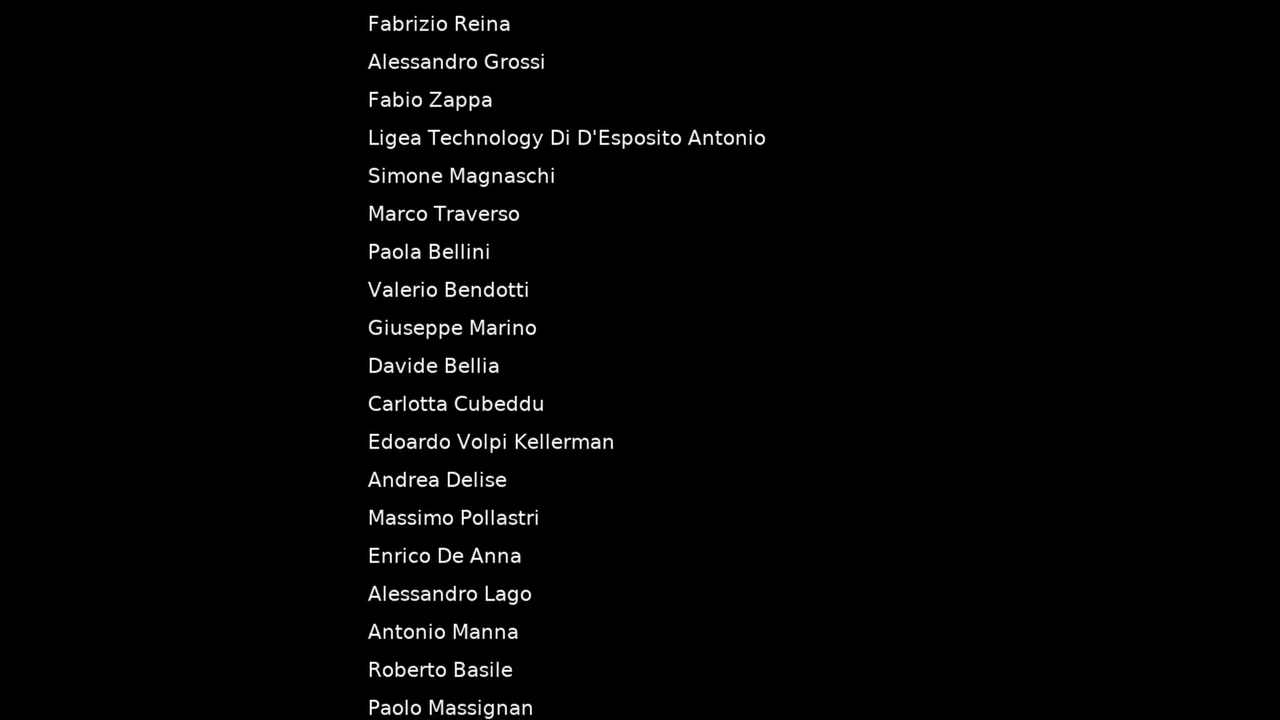 Fabrizio Reina
Alessandro Grossi
Fabio Zappa
Ligea Technology Di D'Esposito Antonio
Simone Magnaschi
Marco Traverso
Paola Bellini
Valerio Bendotti
Giuseppe Marino
Davide Bellia
Carlotta Cubeddu
Edoardo Volpi Kellerman
Andrea Delise
Massimo Pollastri
Enrico De Anna
Alessandro Lago
Antonio Manna
Roberto Basile
Paolo Massignan